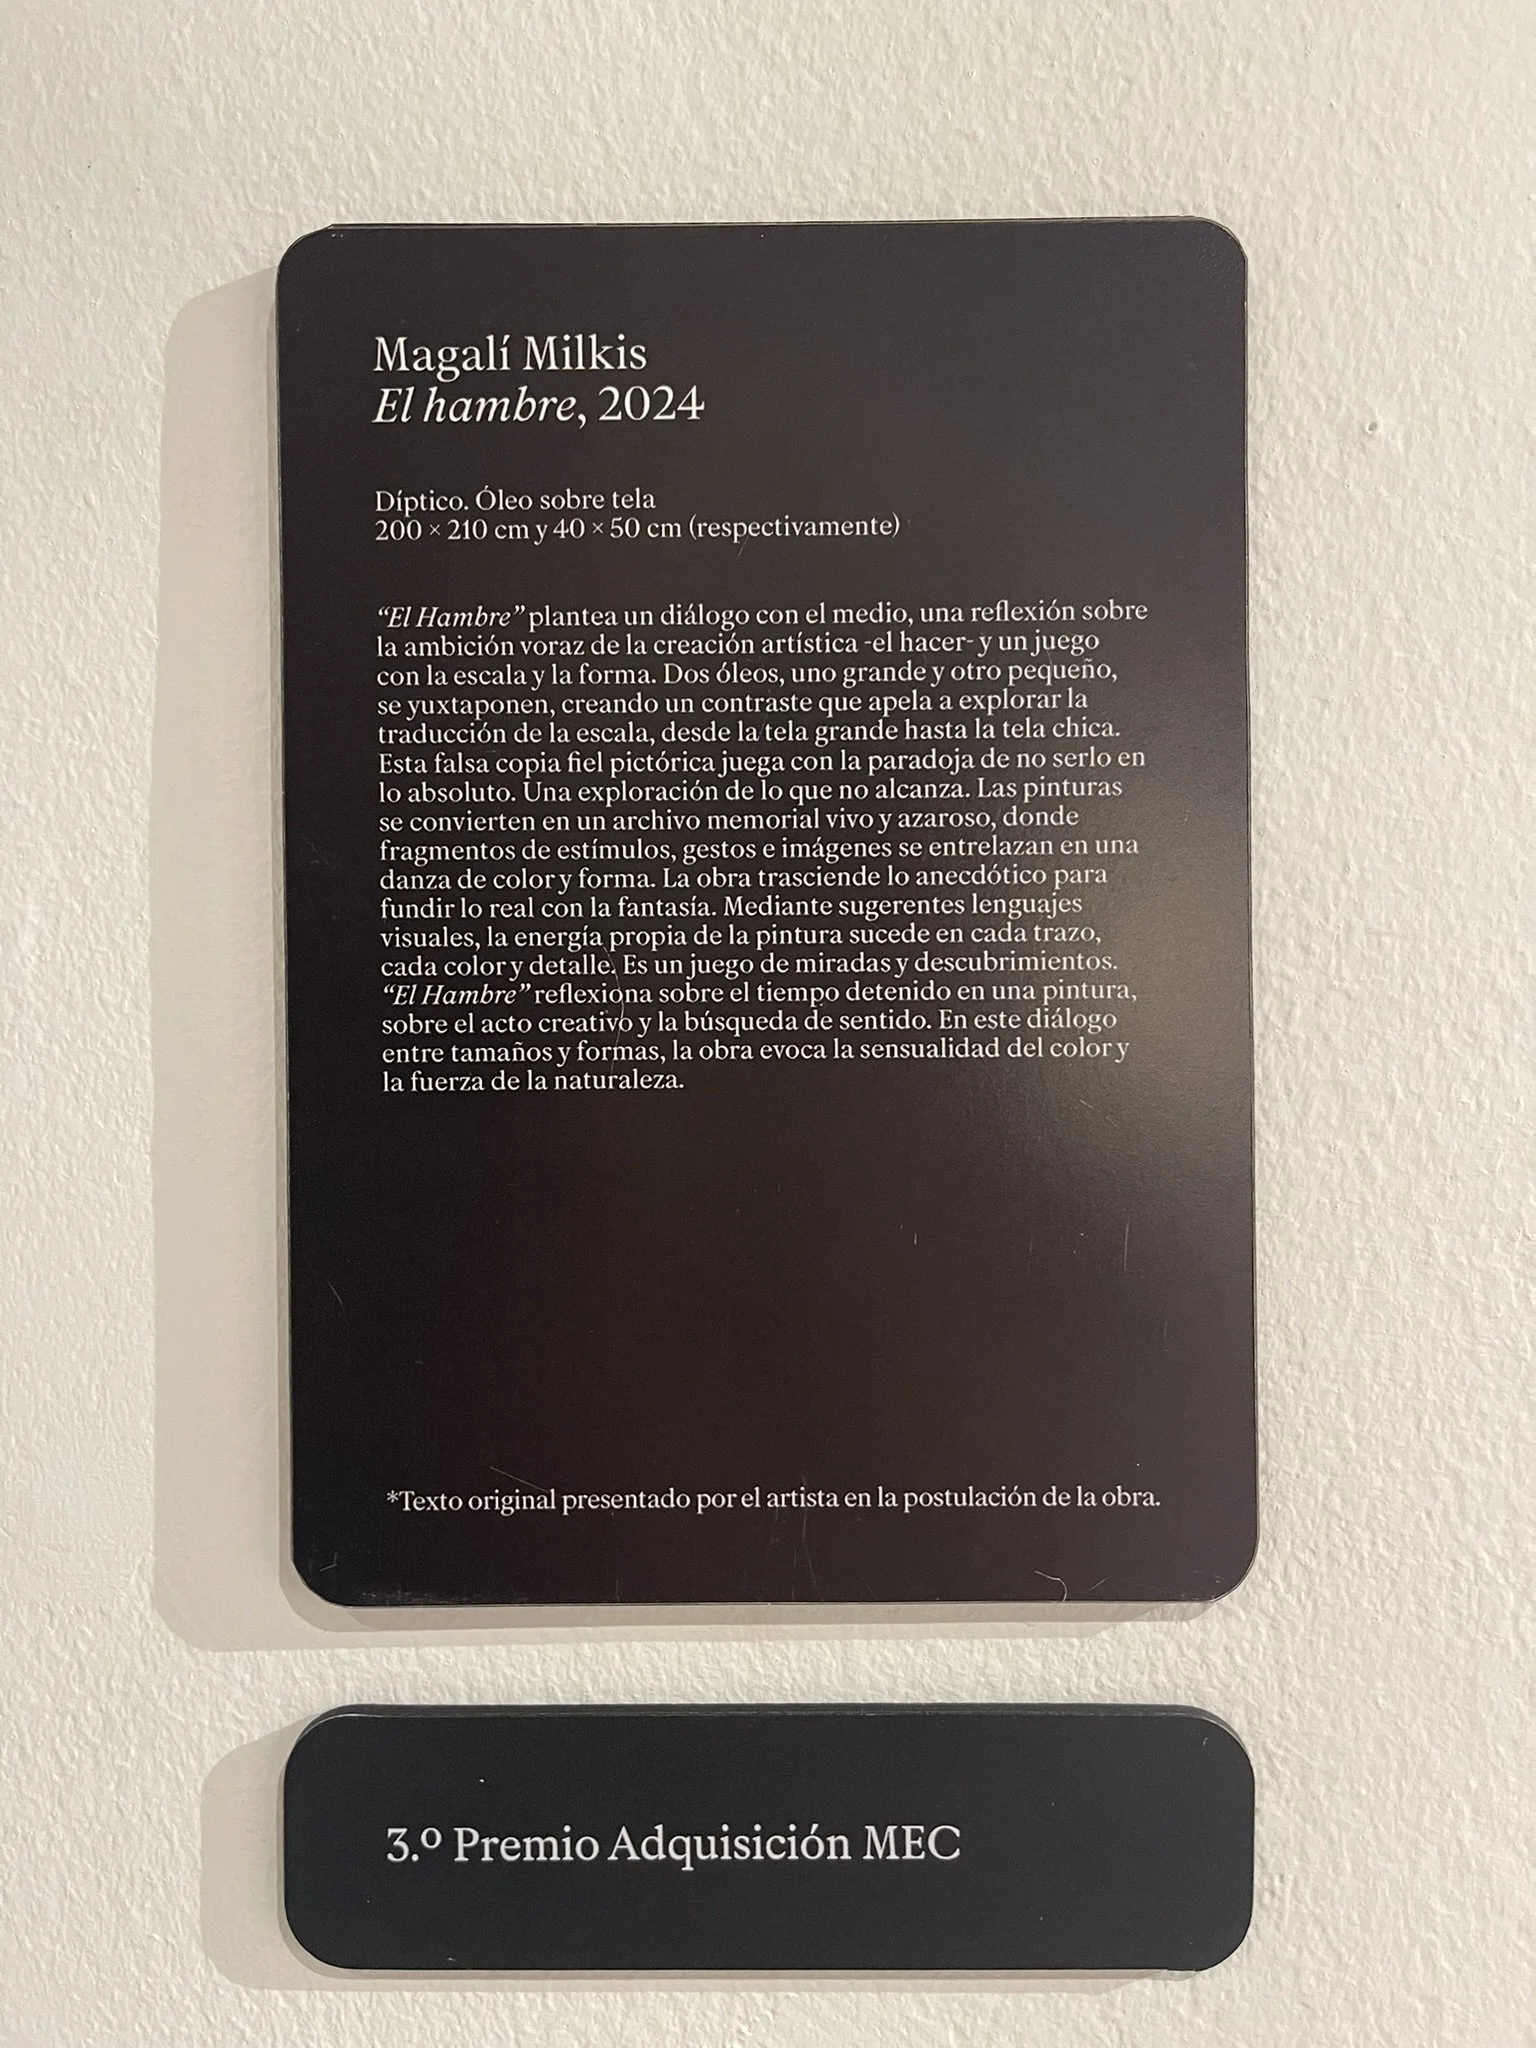 Magalí Milkis
El hambre, 2024
Díptico. Óleo sobre tela
200 × 210 cm y 40 × 50 cm (respectivamente)
“El Hambre” plantea un diálogo con el medio, una reflexión sobre
la ambición voraz de la creación artística -el hacer- y un juego
con la escala y la forma. Dos óleos, uno grande y otro pequeño,
se yuxtaponen, creando un contraste que apela a explorar la
traducción de la escala, desde la tela grande hasta la tela chica.
Esta falsa copia fiel pictórica juega con la paradoja de no serlo en
lo absoluto. Una exploración de lo que no alcanza. Las pinturas
se convierten en un archivo memorial vivo y azaroso, donde
fragmentos de estímulos, gestos e imágenes se entrelazan en una
danza de color y forma. La obra trasciende lo anecdótico para
fundir lo real con la fantasía. Mediante sugerentes lenguajes
visuales, la energía propia de la pintura sucede en cada trazo,
cada color y detalle. Es un juego de miradas y descubrimientos.
“El Hambre” reflexiona sobre el tiempo detenido en una pintura,
sobre el acto creativo y la búsqueda de sentido. En este diálogo
entre tamaños y formas, la obra evoca la sensualidad del color y
la fuerza de la naturaleza.
*Texto original presentado por el artista en la postulación de la obra.
3.º Premio Adquisición MEC